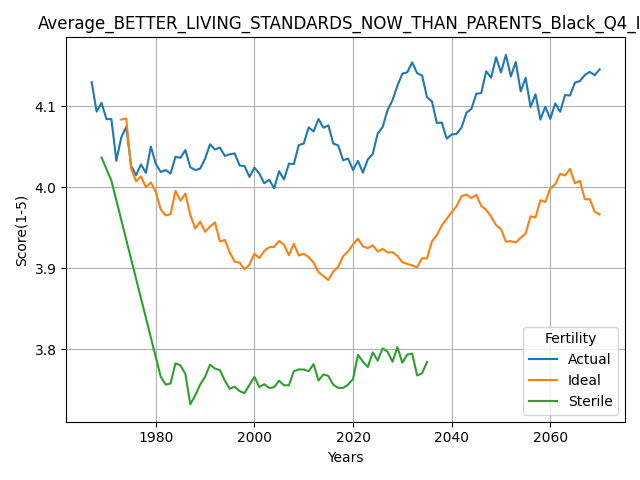 Average_BETTER_LIVING_STANDARDS_NOW_THAN_PARENTS_Black_Q4_
4.1
4.0
3.9
3.8
Score(1-5)
1980
2000
2020
2040
2060
Years
Fertility
Actual
Ideal
Sterile